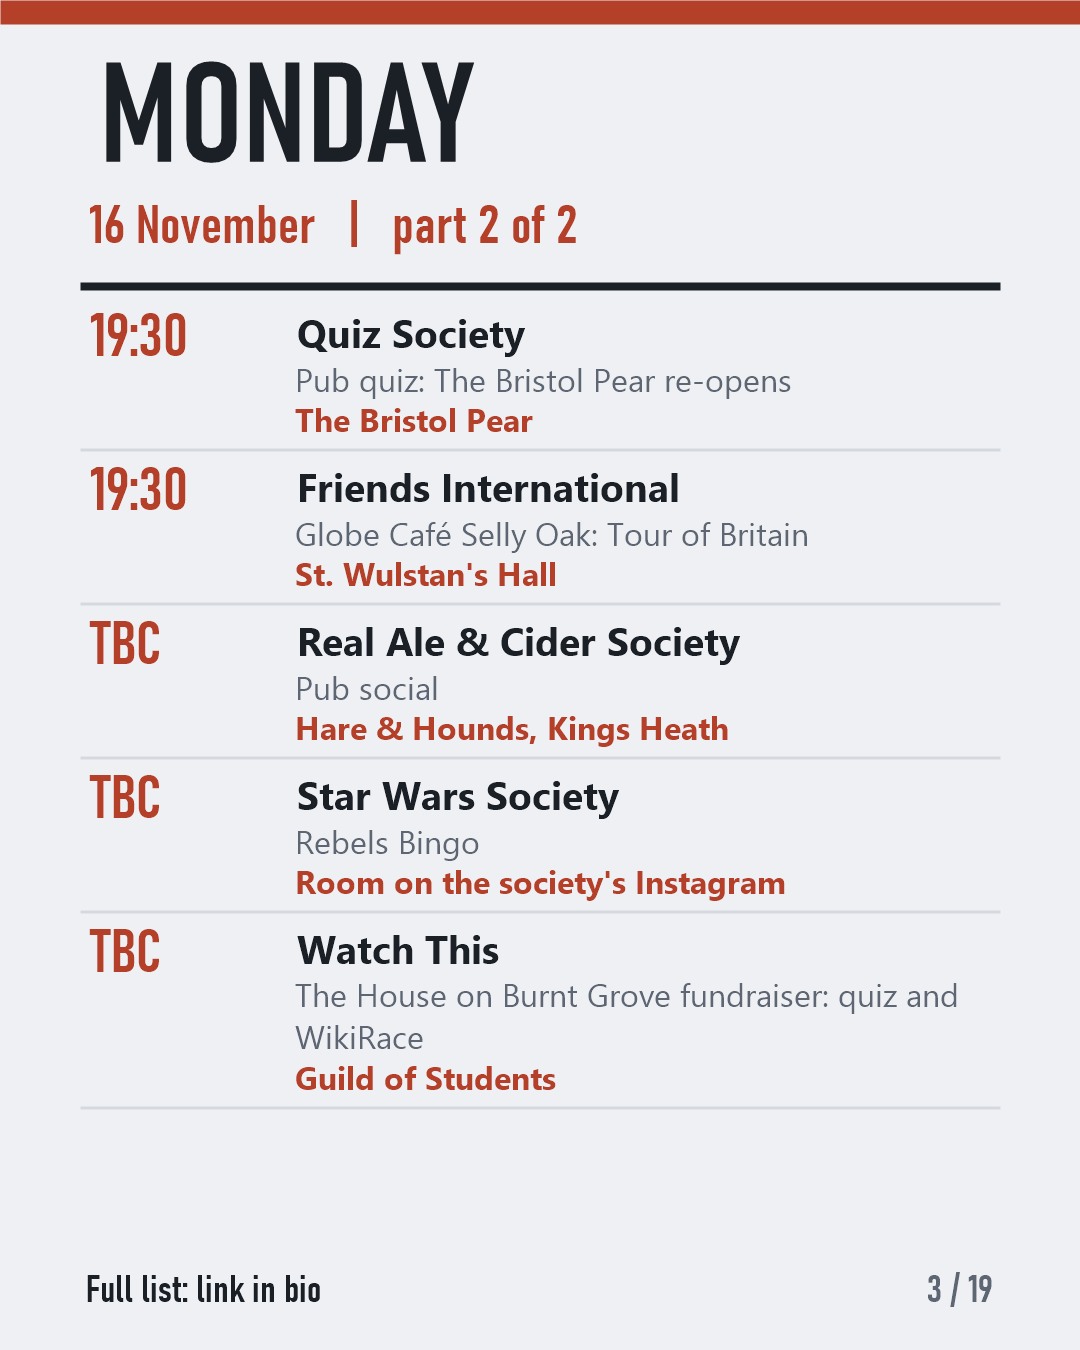 MONDAY
16 November | part 2 of 2
19:30
Quiz Society
Pub quiz: The Bristol Pear re-opens
The Bristol Pear
19:30
Friends International
Globe Café Selly Oak: Tour of Britain
St. Wulstan's Hall
TBC
Real Ale & Cider Society
Pub social
Hare & Hounds, Kings Heath
TBC
Star Wars Society
Rebels Bingo
Room on the society's Instagram
TBC
Watch This
The House on Burnt Grove fundraiser: quiz and
WikiRace
Guild of Students
Full list: link in bio
3 / 19